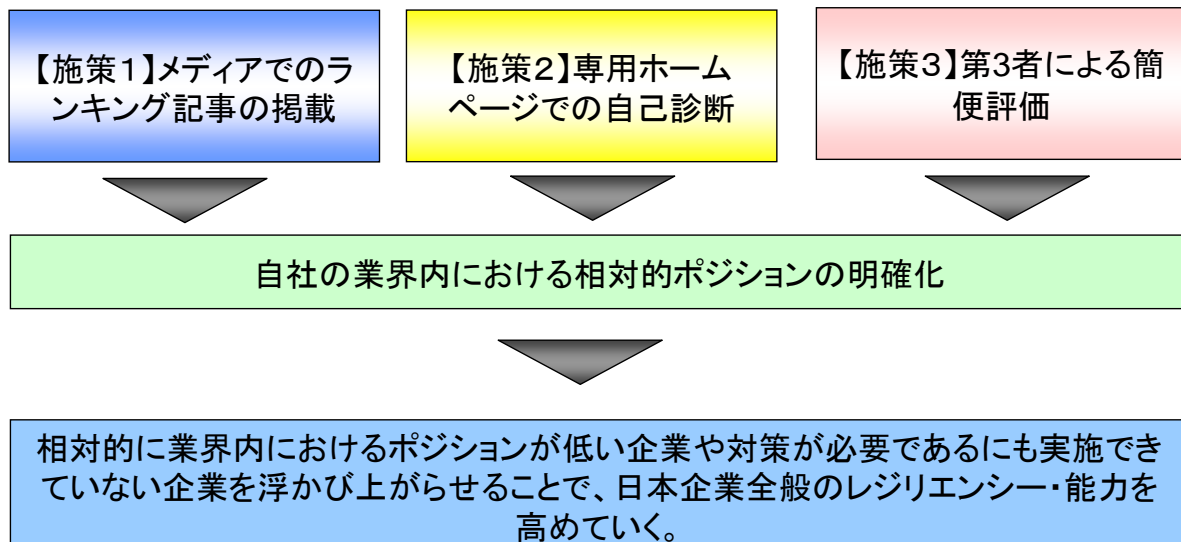 【施策1】メディアでのラ
ンキング記事の掲載
【施策2】専用ホーム
ページでの自己診断
【施策3】第3者による簡
便評価
自社の業界内における相対的ポジションの明確化
相対的に業界内におけるポジションが低い企業や対策が必要であるにも実施でき
ていない企業を浮かび上がらせることで、日本企業全般のレジリエンシー・能力を
高めていく。